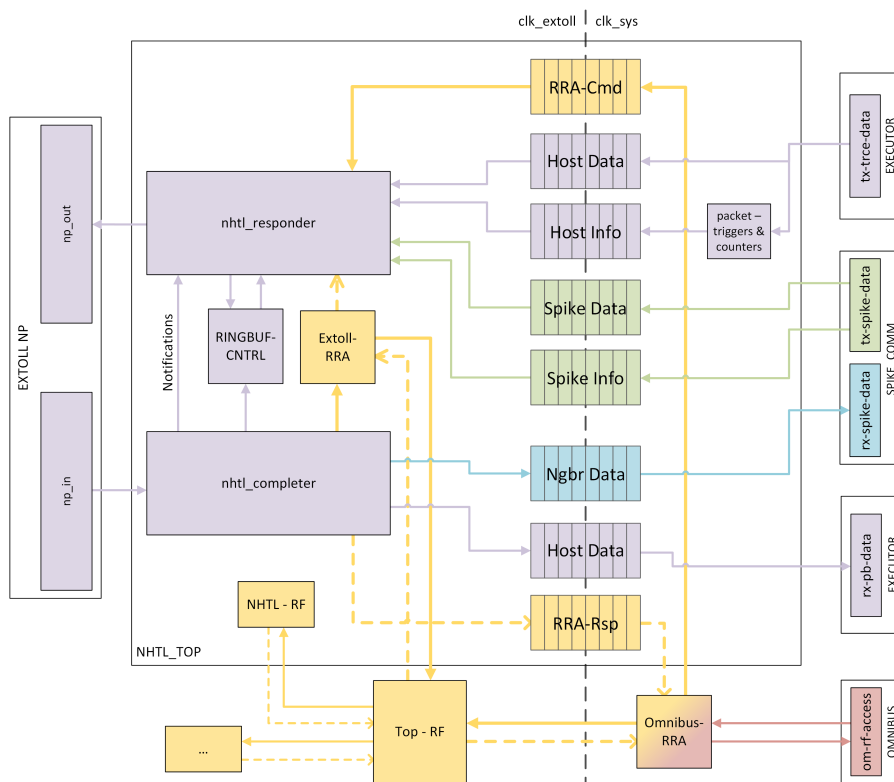 clk_extoll
clk_sys
RRA-Cmd
Host Data
Host Info
packet –
triggers &
counters
tx-trce-data
EXECUTOR
np_out
nhtl_responder
Spike Data
Spike Info
tx-spike-data
SPIKE_COMM
rx-spike-data
EXTOLL NP
Notifications
RINGBUF-
CNTRL
Extoll-
RRA
np_in
nhtl_completer
Ngbr Data
Host Data
rx-pb-data
EXECUTOR
NHTL - RF
RRA-Rsp
NHTL_TOP
Top - RF
Omnibus-
RRA
om-rf-access
OMNIBUS
...